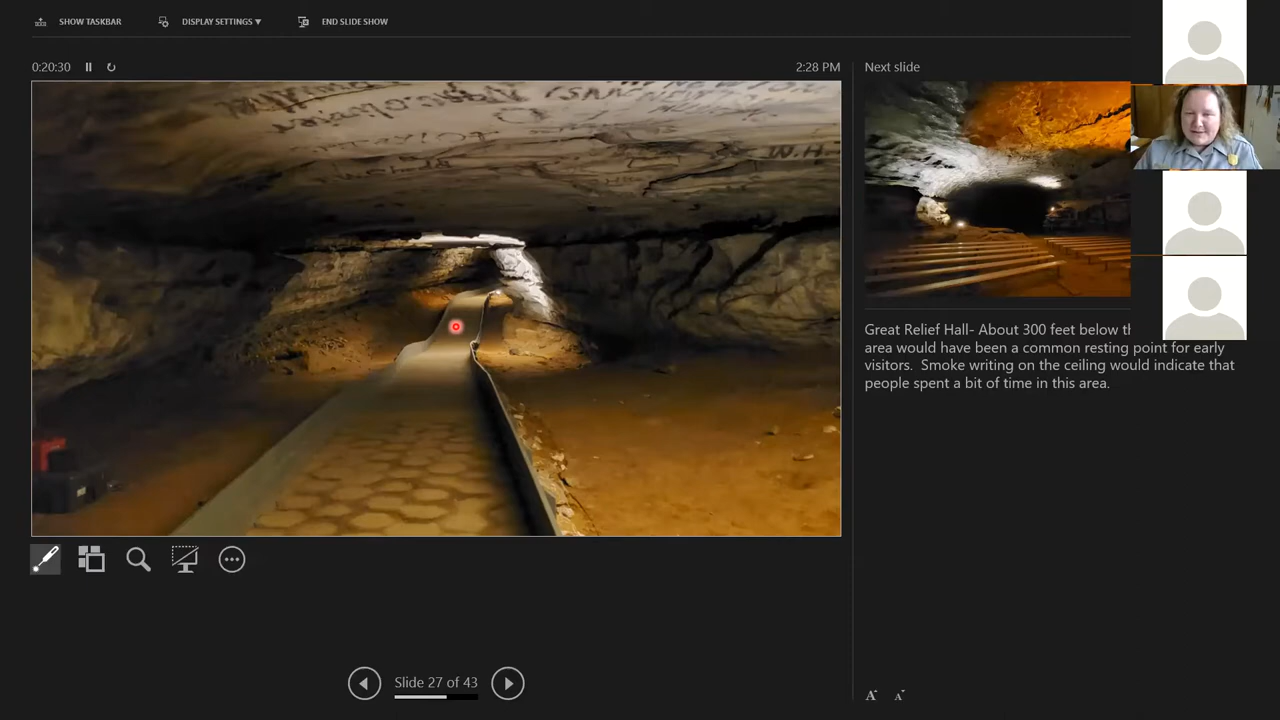 SHOW TASKBAR
DISPLAY SETTINGS ▼
END SLIDE SHOW
0:20:30
2:28 PM
Next slide
W.H.
Great Relief Hall- About 300 feet below
area would have been a common resting point for early
visitors. Smoke writing on the ceiling would indicate that
people spent a bit of time in this area.
Slide 27 of 43
A
A